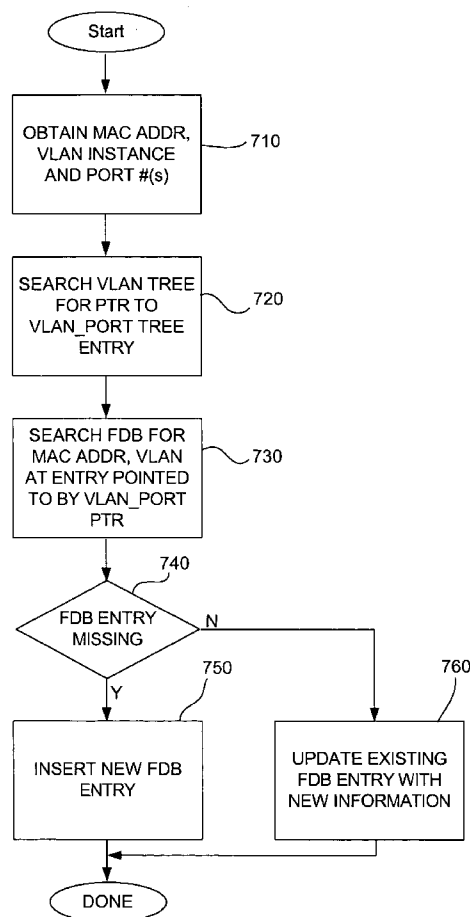 Start
OBTAIN MAC ADDR,
VLAN INSTANCE
AND PORT #(s)
710
SEARCH VLAN TREE
FOR PTR TO
VLAN_PORT TREE
ENTRY
720
SEARCH FDB FOR
MAC ADDR, VLAN
AT ENTRY POINTED
TO BY VLAN_PORT
PTR
730
740
FDB ENTRY
MISSING
N
Y
750
INSERT NEW FDB
ENTRY
760
UPDATE EXISTING
FDB ENTRY WITH
NEW INFORMATION
DONE